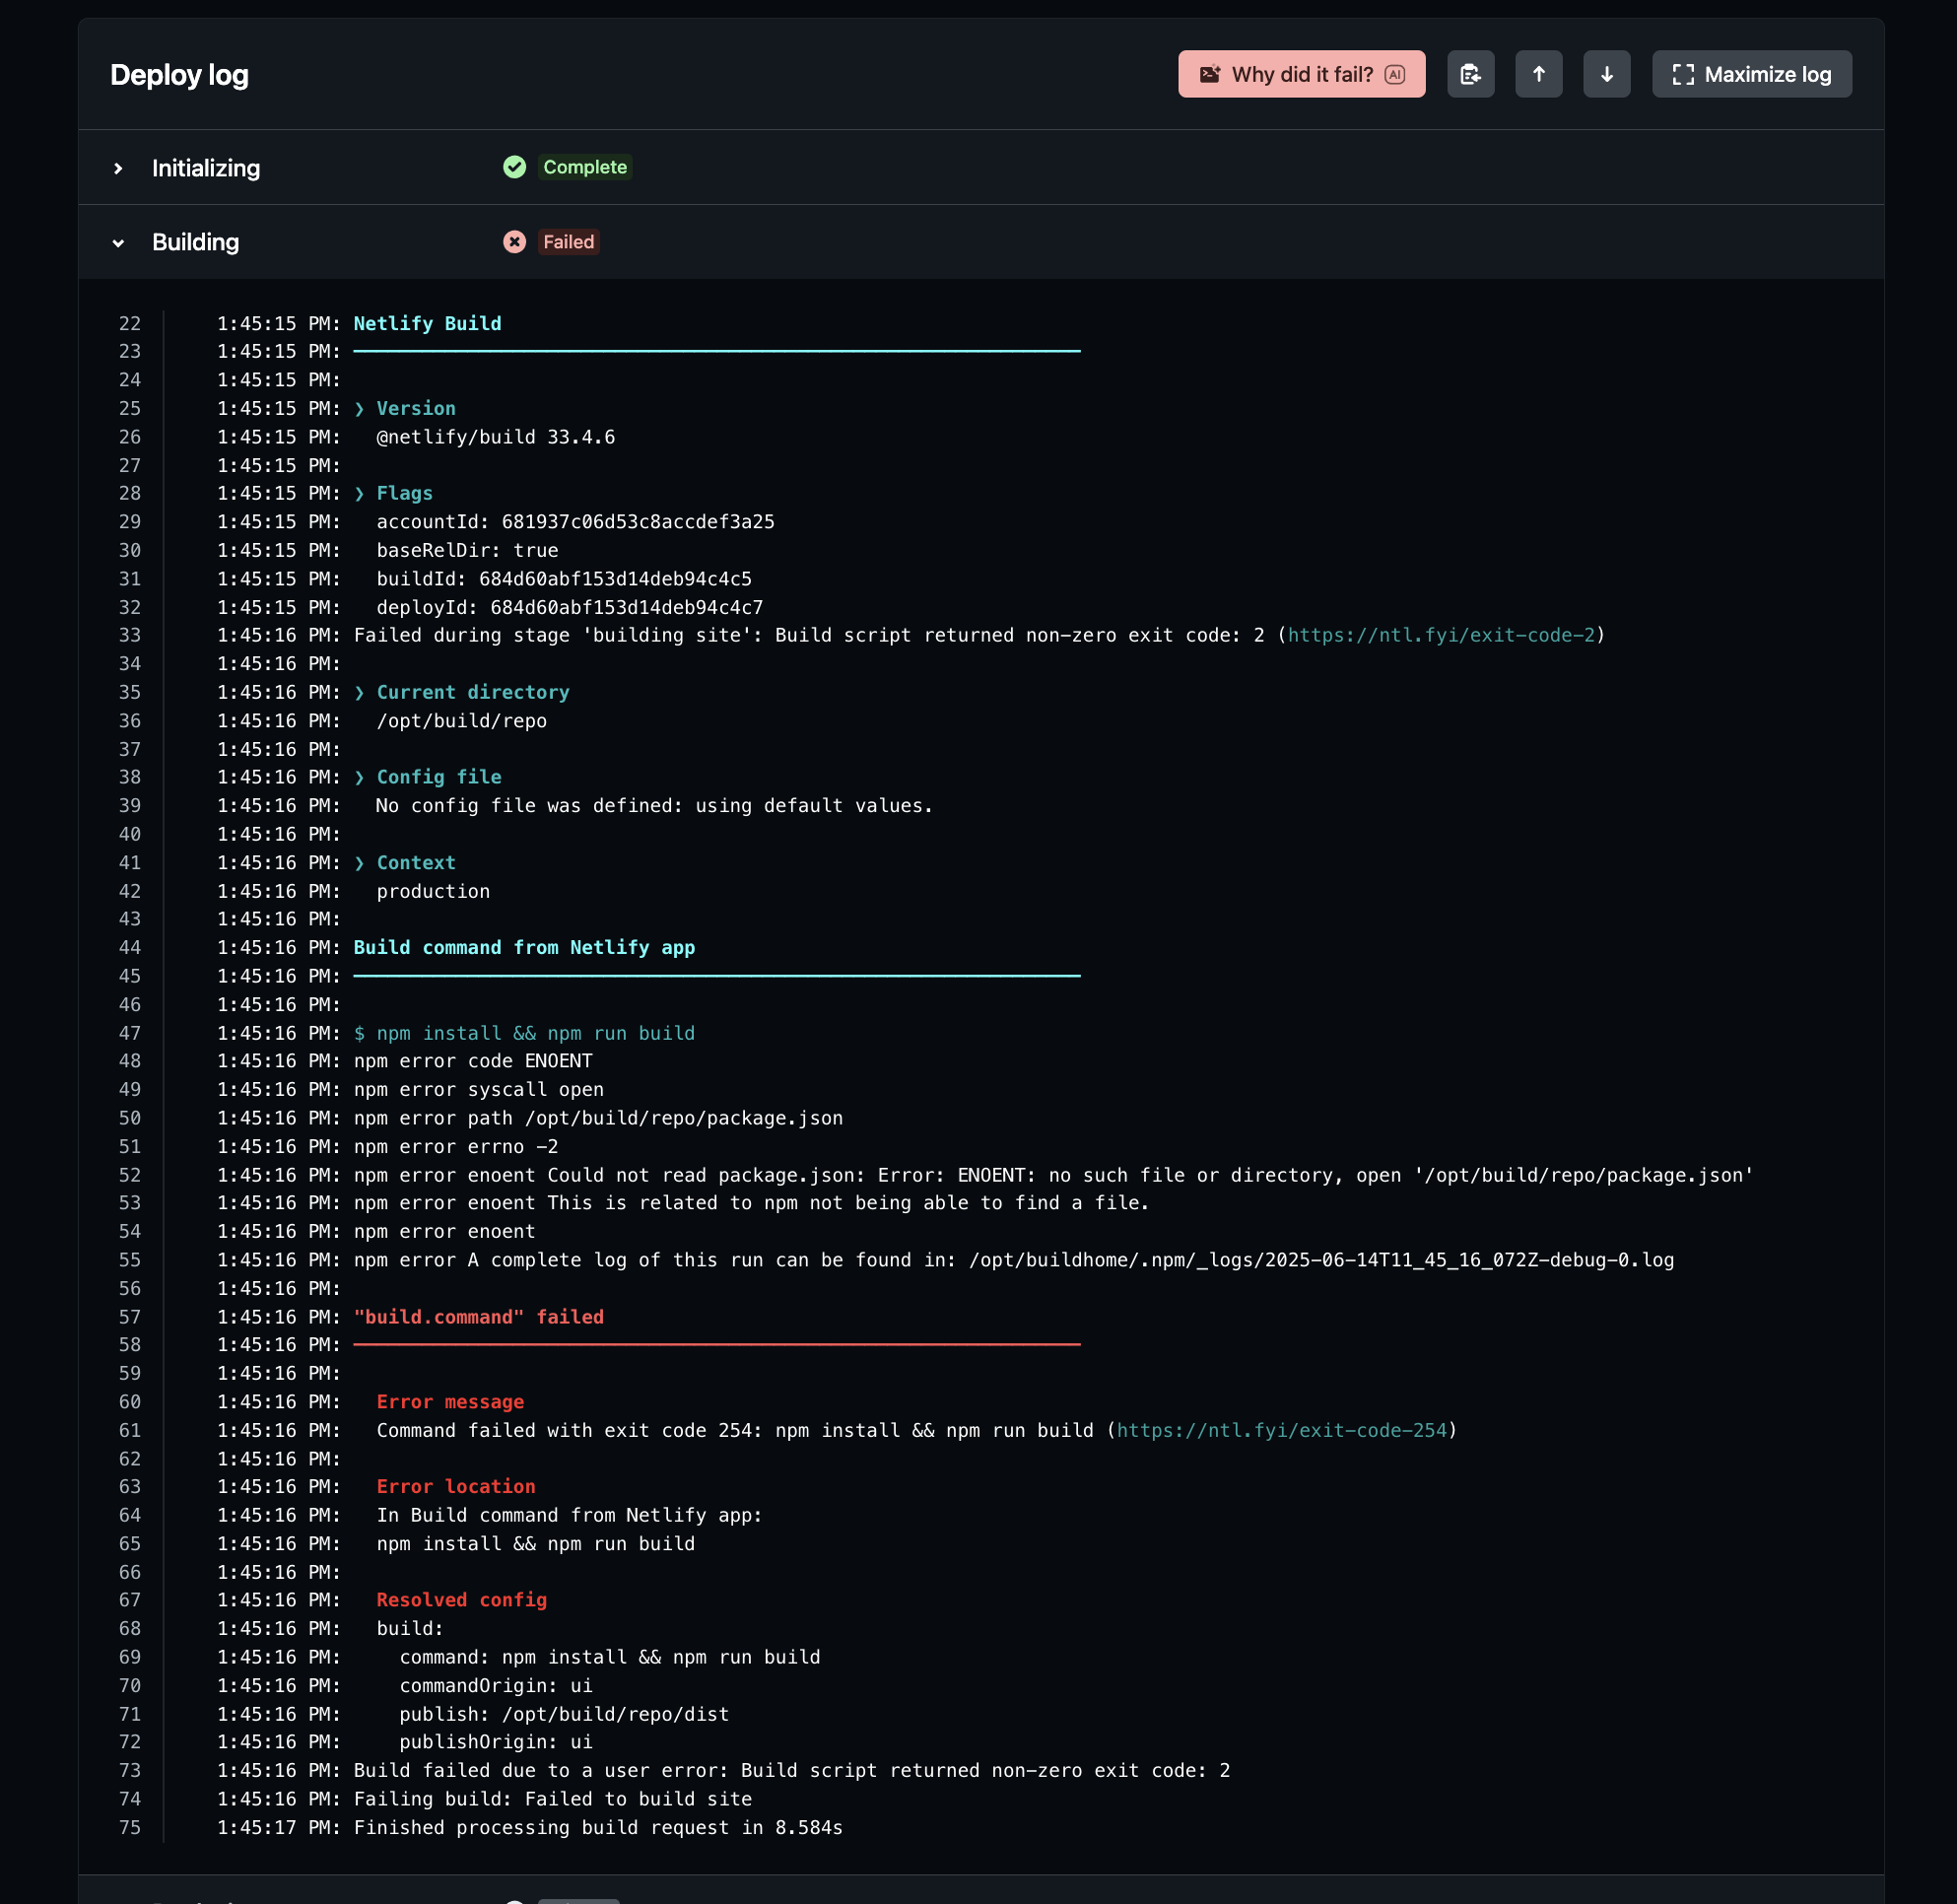 Deploy log
Why did it fail? AI
Maximize log
Initializing
Complete
Building
Failed
22 1:45:15 PM: Netlify Build
23 1:45:15 PM: ────────────────────────────────────────────────────────────────
24 1:45:15 PM:
25 1:45:15 PM: ❯ Version
26 1:45:15 PM:   @netlify/build 33.4.6
27 1:45:15 PM:
28 1:45:15 PM: ❯ Flags
29 1:45:15 PM:   accountId: 681937c06d53c8accdef3a25
30 1:45:15 PM:   baseRelDir: true
31 1:45:15 PM:   buildId: 684d60abf153d14deb94c4c5
32 1:45:15 PM:   deployId: 684d60abf153d14deb94c4c7
33 1:45:16 PM: Failed during stage 'building site': Build script returned non-zero exit code: 2 (https://ntl.fyi/exit-code-2)
34 1:45:16 PM:
35 1:45:16 PM: ❯ Current directory
36 1:45:16 PM:   /opt/build/repo
37 1:45:16 PM:
38 1:45:16 PM: ❯ Config file
39 1:45:16 PM:   No config file was defined: using default values.
40 1:45:16 PM:
41 1:45:16 PM: ❯ Context
42 1:45:16 PM:   production
43 1:45:16 PM:
44 1:45:16 PM: Build command from Netlify app
45 1:45:16 PM: ────────────────────────────────────────────────────────────────
46 1:45:16 PM:
47 1:45:16 PM: $ npm install && npm run build
48 1:45:16 PM: npm error code ENOENT
49 1:45:16 PM: npm error syscall open
50 1:45:16 PM: npm error path /opt/build/repo/package.json
51 1:45:16 PM: npm error errno -2
52 1:45:16 PM: npm error enoent Could not read package.json: Error: ENOENT: no such file or directory, open '/opt/build/repo/package.json'
53 1:45:16 PM: npm error enoent This is related to npm not being able to find a file.
54 1:45:16 PM: npm error enoent
55 1:45:16 PM: npm error A complete log of this run can be found in: /opt/buildhome/.npm/_logs/2025-06-14T11_45_16_072Z-debug-0.log
56 1:45:16 PM:
57 1:45:16 PM: "build.command" failed
58 1:45:16 PM: ────────────────────────────────────────────────────────────────
59 1:45:16 PM:
60 1:45:16 PM:   Error message
61 1:45:16 PM:   Command failed with exit code 254: npm install && npm run build (https://ntl.fyi/exit-code-254)
62 1:45:16 PM:
63 1:45:16 PM:   Error location
64 1:45:16 PM:   In Build command from Netlify app:
65 1:45:16 PM:   npm install && npm run build
66 1:45:16 PM:
67 1:45:16 PM:   Resolved config
68 1:45:16 PM:   build:
69 1:45:16 PM:     command: npm install && npm run build
70 1:45:16 PM:     commandOrigin: ui
71 1:45:16 PM:     publish: /opt/build/repo/dist
72 1:45:16 PM:     publishOrigin: ui
73 1:45:16 PM: Build failed due to a user error: Build script returned non-zero exit code: 2
74 1:45:16 PM: Failing build: Failed to build site
75 1:45:17 PM: Finished processing build request in 8.584s